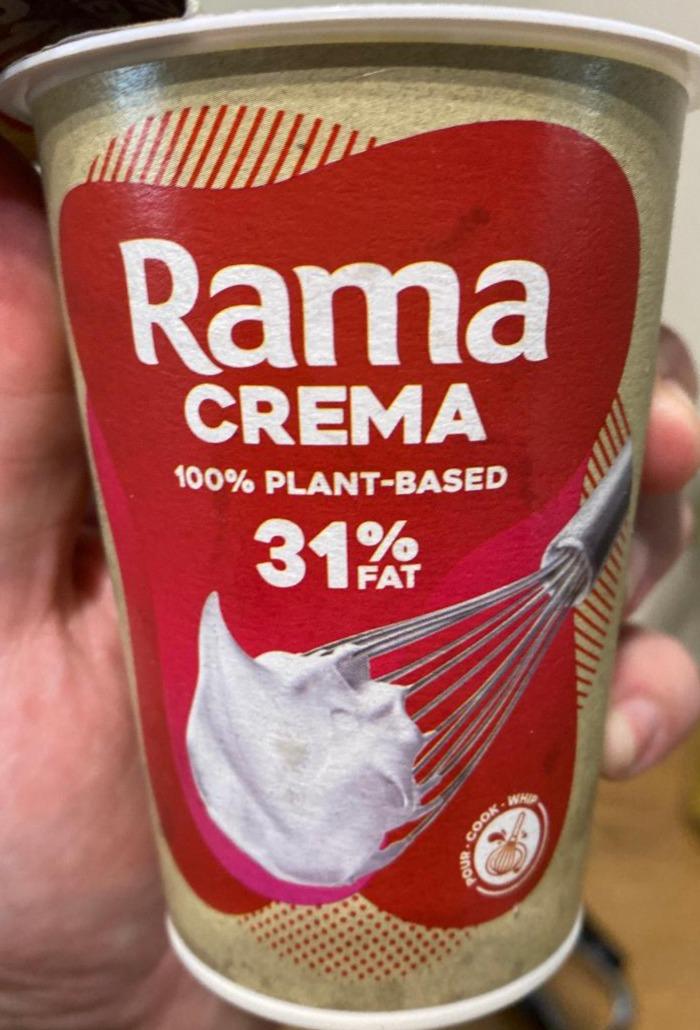 Rama
CREMA
100% PLANT-BASED
31%
FAT
POUR · COOK · WHIP